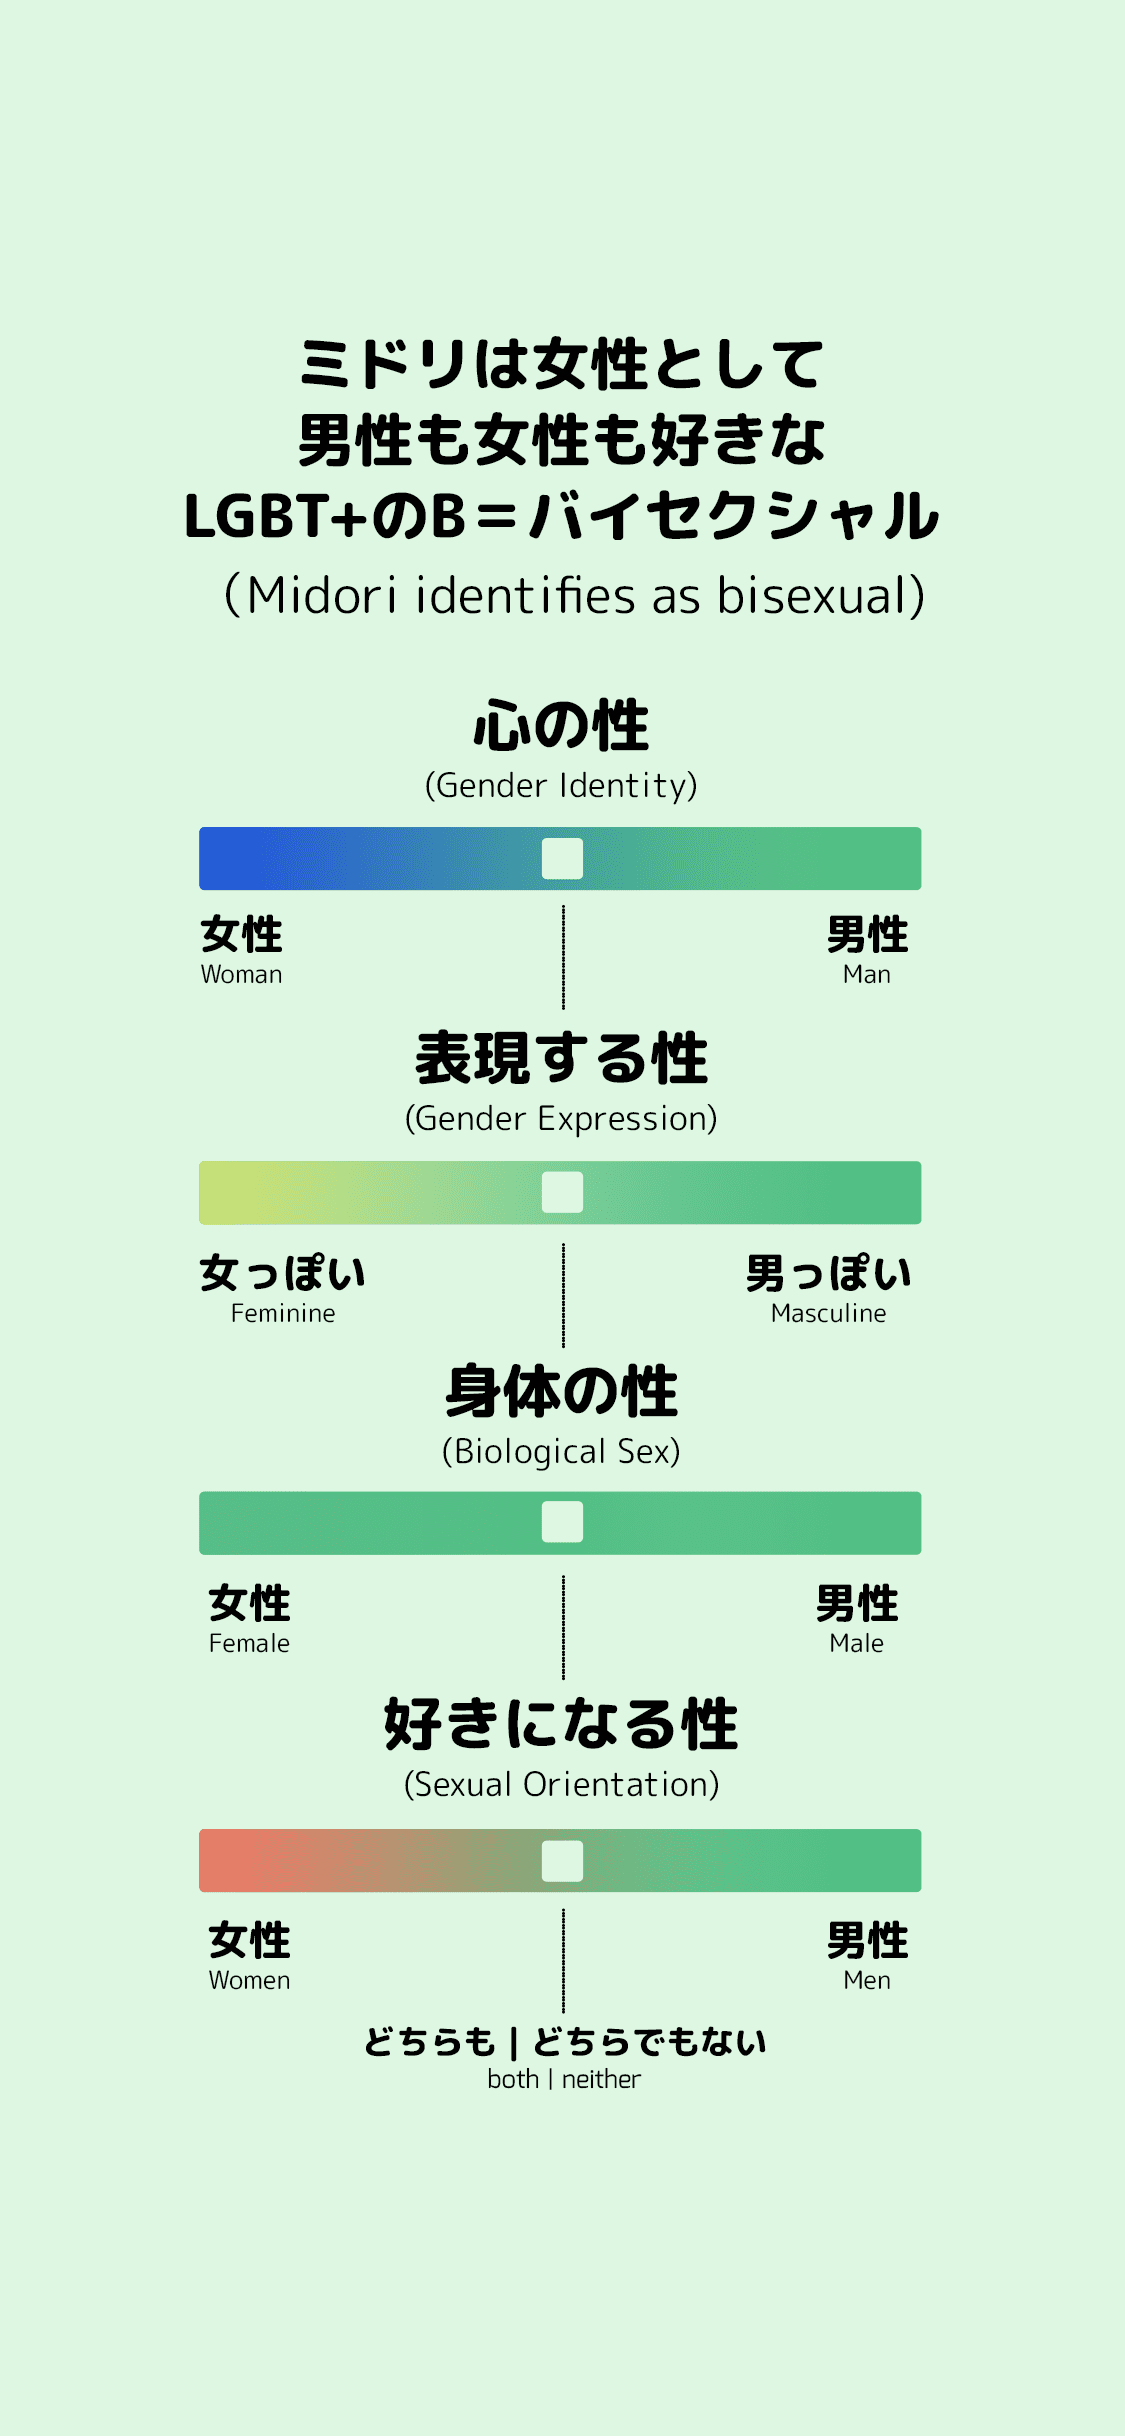 ミドリは女性として
男性も女性も好きな
LGBT+のB＝バイセクシャル
（Midori identifies as bisexual)
心の性
(Gender Identity)
女性 男性
Woman Man
表現する性
(Gender Expression)
女っぽい 男っぽい
Feminine Masculine
身体の性
(Biological Sex)
女性 男性
Female Male
好きになる性
(Sexual Orientation)
女性 男性
Women Men
どちらも | どちらでもない
both | neither